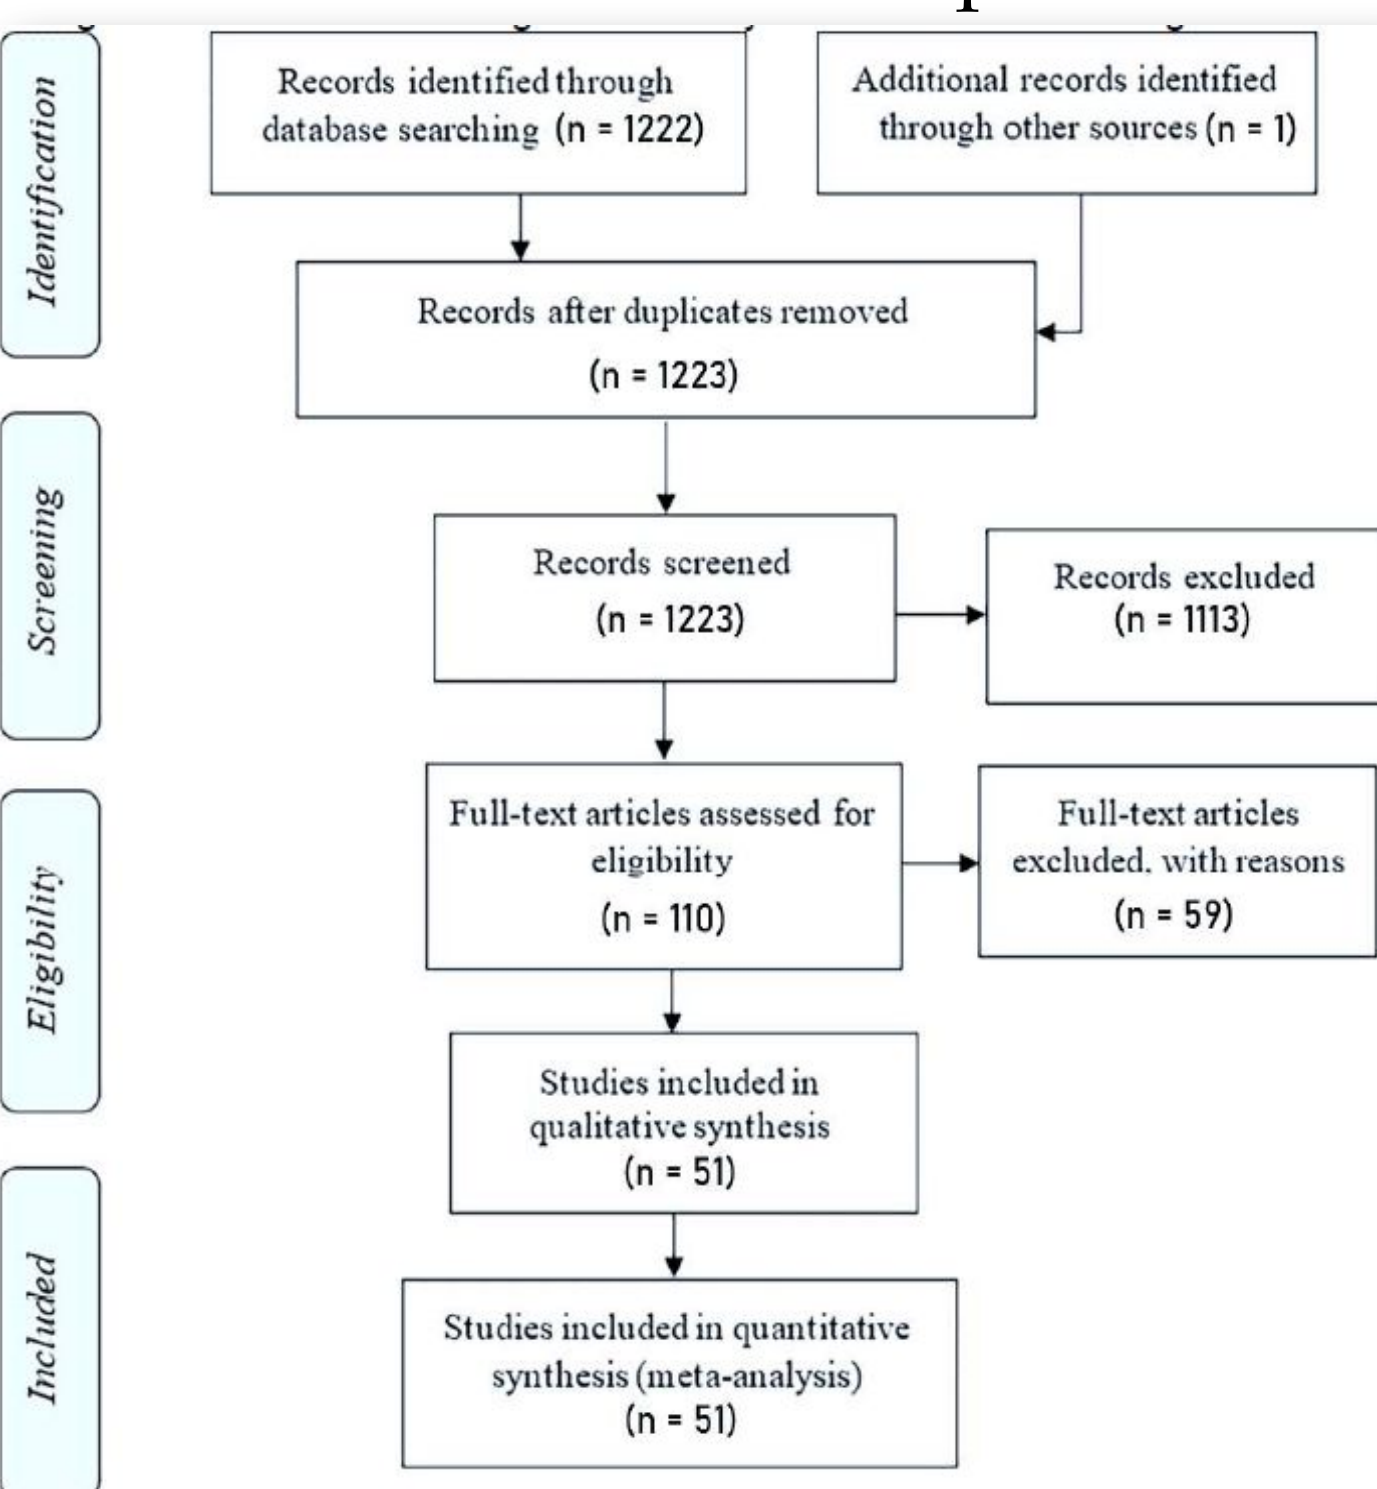 Identification
Records identified through
database searching (n = 1222)
Additional records identified
through other sources (n = 1)
Records after duplicates removed
(n = 1223)
Screening
Records screened
(n = 1223)
Records excluded
(n = 1113)
Eligibility
Full-text articles assessed for
eligibility
(n = 110)
Full-text articles
excluded. with reasons
(n = 59)
Studies included in
qualitative synthesis
(n = 51)
Included
Studies included in quantitative
synthesis (meta-analysis)
(n = 51)